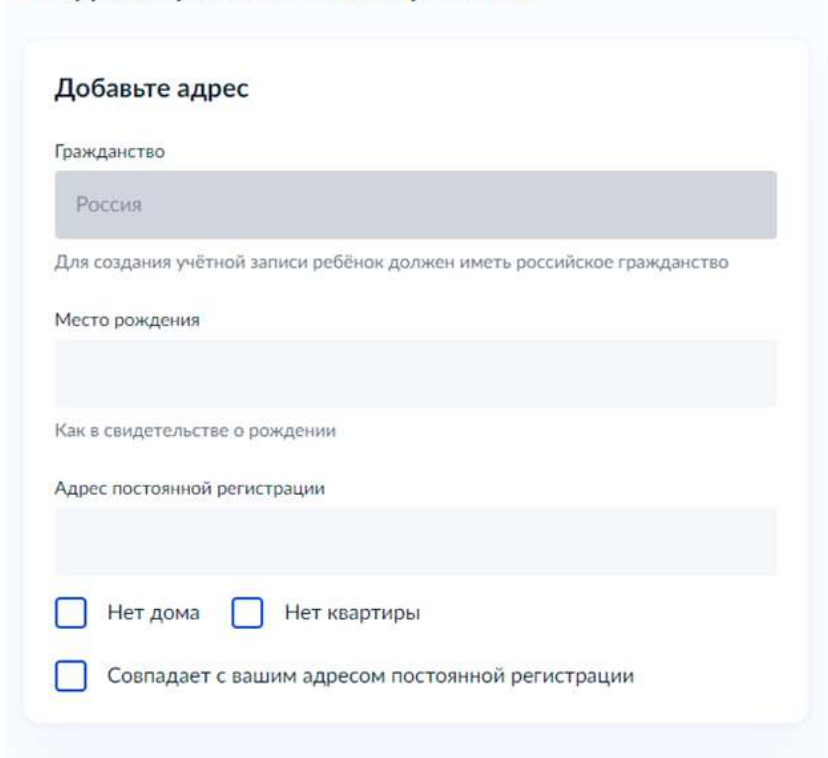 Добавьте адрес
Гражданство
Россия
Для создания учётной записи ребёнок должен иметь российское гражданство
Место рождения
Как в свидетельстве о рождении
Адрес постоянной регистрации
Нет дома Нет квартиры
Совпадает с вашим адресом постоянной регистрации